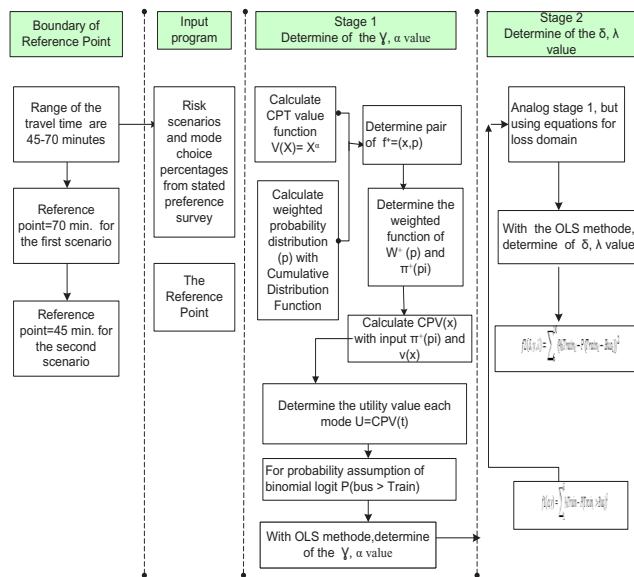 Boundary of
Reference Point
Range of the
travel time are
45-70 minutes
Reference
point=70 min. for
the first scenario
Reference
point=45 min. for
the second
scenario
Input
program
Risk
scenarios
and mode
choice
percentages
from stated
preference
survey
The
Reference
Point
Stage 1
Determine of the Ɣ, α value
Calculate
CPT value
function
V(X)= Xᵅ
Calculate
weighted
probability
distribution
(p) with
Cumulative
Distribution
Function
Determine pair
of f⁺=(x,p)
Determine the
weighted
function of
W⁺ (p) and
π⁺(pi)
Calculate CPV(x)
with input π⁺(pi) and
v(x)
Determine the utility value each
mode U=CPV(t)
For probability assumption of
binomial logit P(bus > Train)
With OLS methode,determine
of the Ɣ, α value
Stage 2
Determine of the δ, λ
value
Analog stage 1, but
using equations for
loss domain
With the OLS methode,
determine of δ, λ value